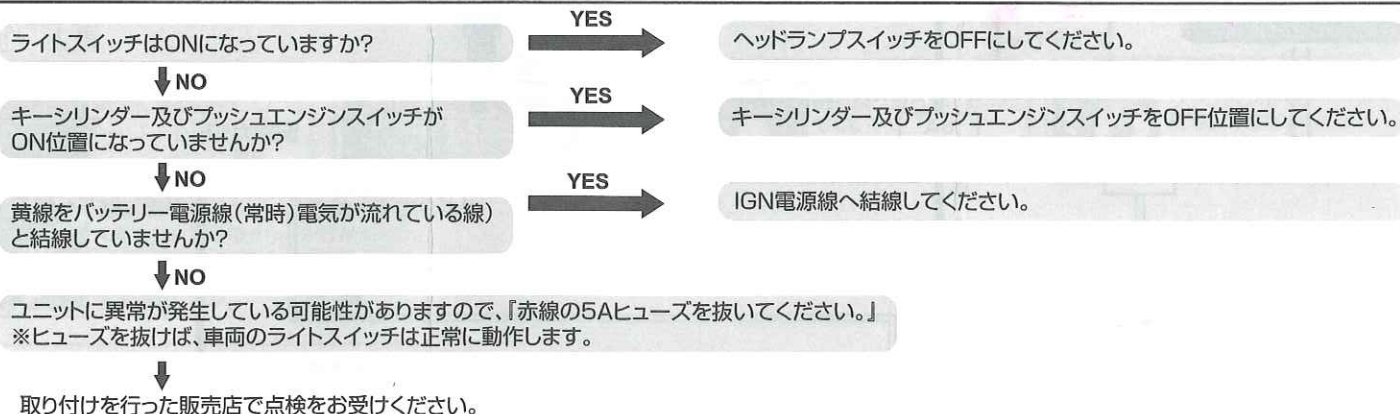 ライトスイッチはONになっていますか?
YES
ヘッドランプスイッチをOFFにしてください。
NO
キーシリンダー及びプッシュエンジンスイッチが
ON位置になっていませんか?
YES
キーシリンダー及びプッシュエンジンスイッチをOFF位置にしてください。
NO
黄線をバッテリー電源線(常時)電気が流れている線)
と結線していませんか?
YES
IGN電源線へ結線してください。
NO
ユニットに異常が発生している可能性がありますので、『赤線の5Aヒューズを抜いてください。』
※ヒューズを抜けば、車両のライトスイッチは正常に動作します。
取り付けを行った販売店で点検をお受けください。